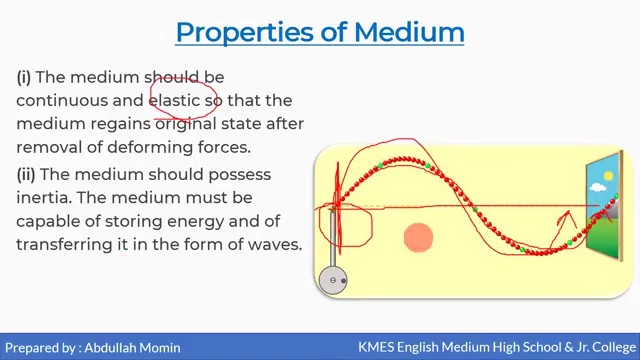 Properties of Medium
(i) The medium should be
continuous and elastic so that the
medium regains original state after
removal of deforming forces.
(ii) The medium should possess
inertia. The medium must be
capable of storing energy and of
transferring it in the form of waves.
Prepared by : Abdullah Momin
KMES English Medium High School & Jr. College